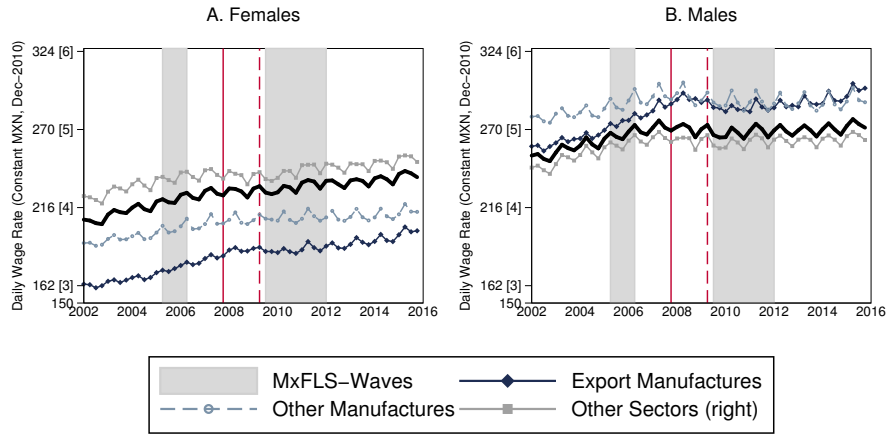 A. Females
Daily Wage Rate (Constant MXN, Dec−2010)
324 [6]
270 [5]
216 [4]
162 [3]
150
2002 2004 2006 2008 2010 2012 2014 2016
B. Males
Daily Wage Rate (Constant MXN, Dec−2010)
324 [6]
270 [5]
216 [4]
162 [3]
150
2002 2004 2006 2008 2010 2012 2014 2016
MxFLS−Waves Export Manufactures
Other Manufactures Other Sectors (right)